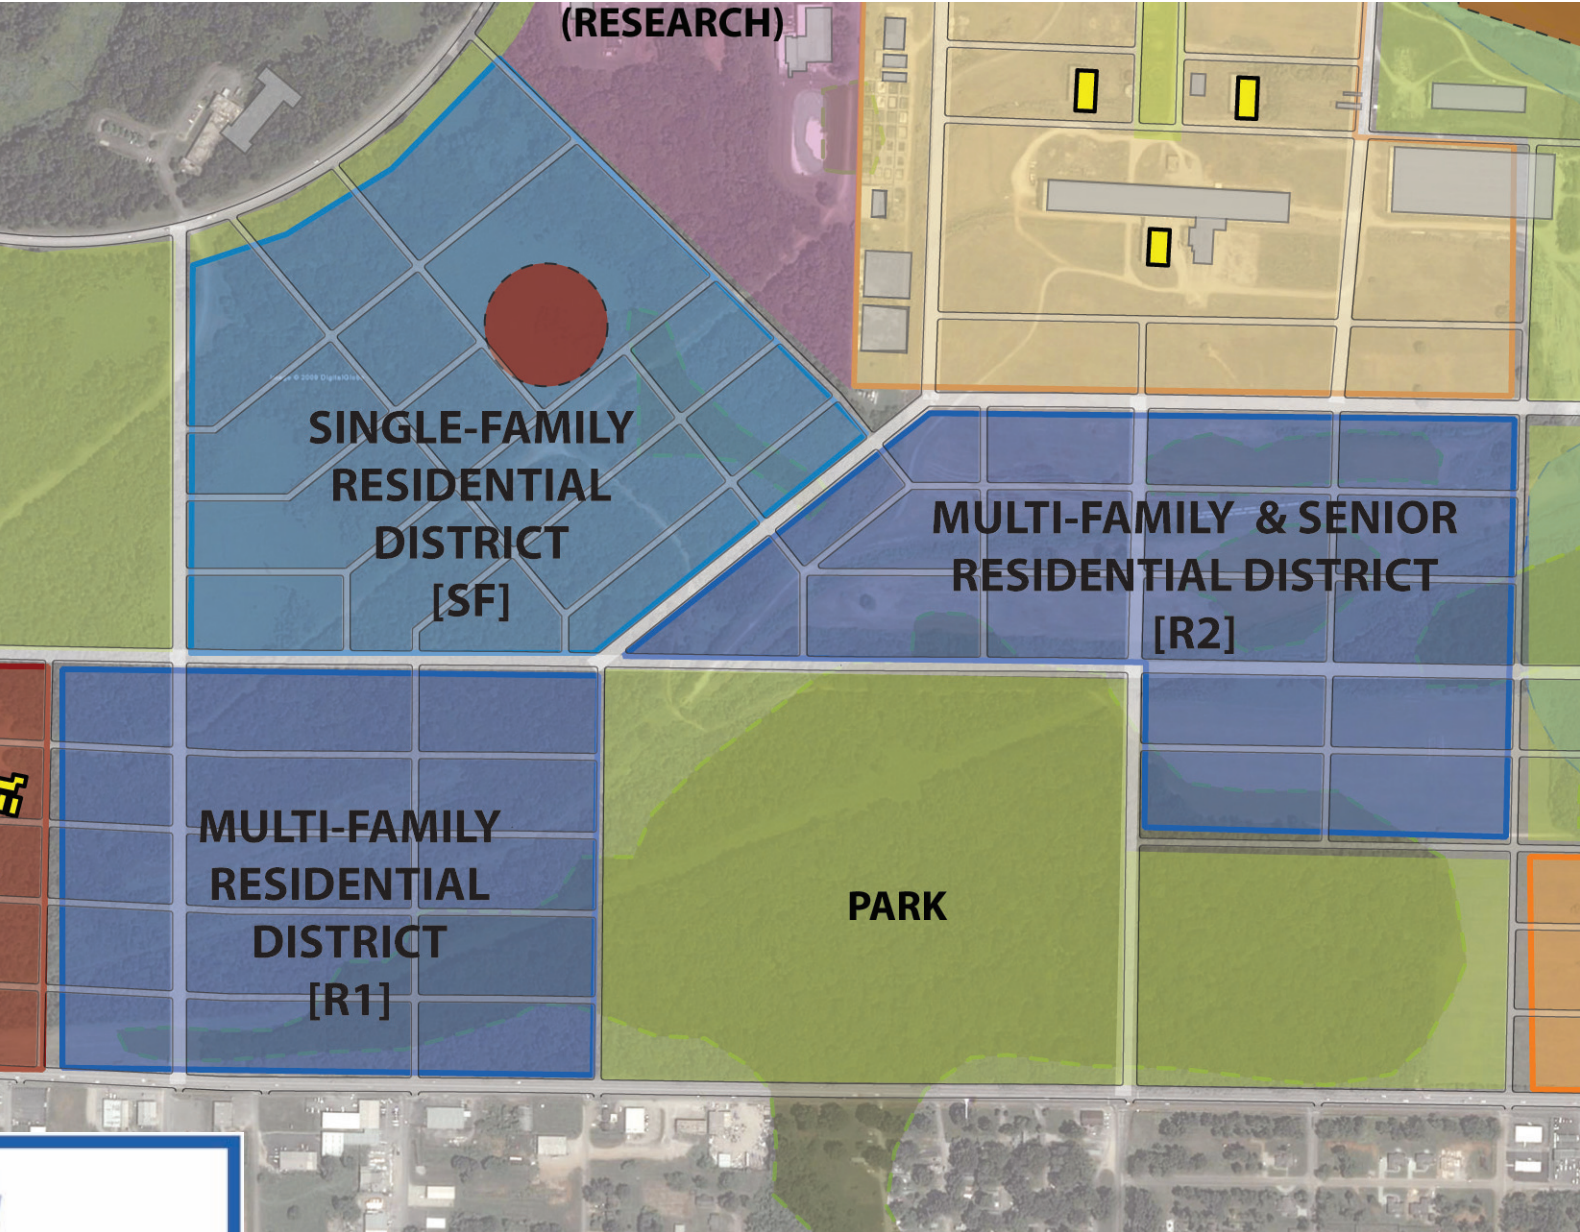 (RESEARCH)
SINGLE-FAMILY
RESIDENTIAL
DISTRICT
[SF]
MULTI-FAMILY & SENIOR
RESIDENTIAL DISTRICT
[R2]
MULTI-FAMILY
RESIDENTIAL
DISTRICT
[R1]
PARK